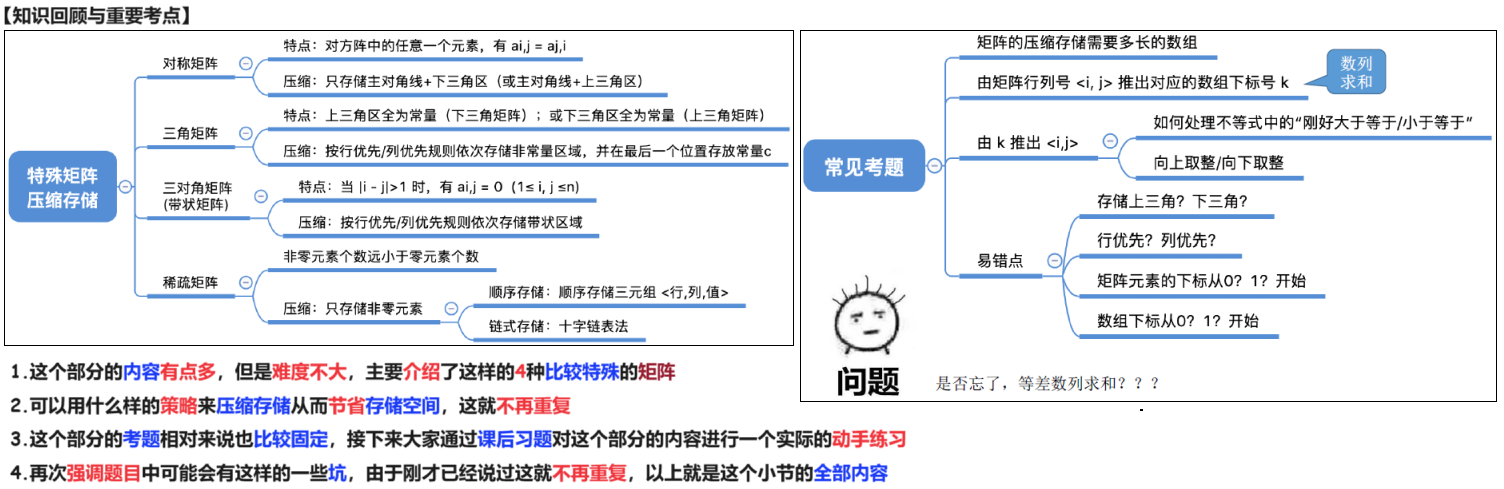 【知识回顾与重要考点】
特殊矩阵
压缩存储
对称矩阵
特点：对方阵中的任意一个元素，有 ai,j = aj,i
压缩：只存储主对角线+下三角区（或主对角线+上三角区）
三角矩阵
特点：上三角区全为常量（下三角矩阵）；或下三角区全为常量（上三角矩阵）
压缩：按行优先/列优先规则依次存储非常量区域，并在最后一个位置存放常量c
三对角矩阵
(带状矩阵)
特点：当 |i - j|>1 时，有 ai,j = 0（1≤ i, j ≤n)
压缩：按行优先/列优先规则依次存储带状区域
稀疏矩阵
非零元素个数远小于零元素个数
压缩：只存储非零元素
顺序存储：顺序存储三元组 <行,列,值>
链式存储：十字链表法
常见考题
矩阵的压缩存储需要多长的数组
由矩阵行列号 <i, j> 推出对应的数组下标号 k
数列
求和
由 k 推出 <i,j>
如何处理不等式中的“刚好大于等于/小于等于”
向上取整/向下取整
易错点
存储上三角？下三角？
行优先？列优先？
矩阵元素的下标从0？1？开始
数组下标从0？1？开始
问题
是否忘了，等差数列求和？？？
1.这个部分的内容有点多，但是难度不大，主要介绍了这样的4种比较特殊的矩阵
2.可以用什么样的策略来压缩存储从而节省存储空间，这就不再重复
3.这个部分的考题相对来说也比较固定，接下来大家通过课后习题对这个部分的内容进行一个实际的动手练习
4.再次强调题目中可能会有这样的一些坑，由于刚才已经说过这就不再重复，以上就是这个小节的全部内容